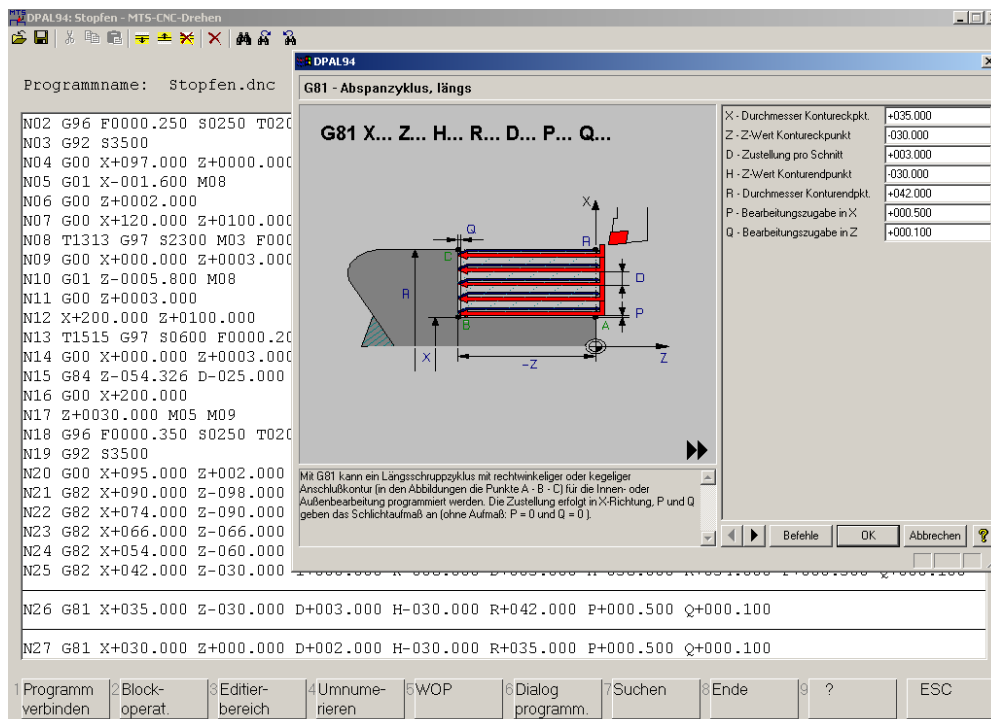 DPAL94: Stopfen - MTS-CNC-Drehen
Programmname: Stopfen.dnc
N02 G96 F0000.250 S0250 T020
N03 G92 S3500
N04 G00 X+097.000 Z+0000.000
N05 G01 X-001.600 M08
N06 G00 Z+0002.000
N07 G00 X+120.000 Z+0100.000
N08 T1313 G97 S2300 M03 F000
N09 G00 X+000.000 Z+0003.000
N10 G01 Z-0005.800 M08
N11 G00 Z+0003.000
N12 X+200.000 Z+0100.000
N13 T1515 G97 S0600 F0000.20
N14 G00 X+000.000 Z+0003.000
N15 G84 Z-054.326 D-025.000
N16 G00 X+200.000
N17 Z+0030.000 M05 M09
N18 G96 F0000.350 S0250 T020
N19 G92 S3500
N20 G00 X+095.000 Z+002.000
N21 G82 X+090.000 Z-098.000
N22 G82 X+074.000 Z-090.000
N23 G82 X+066.000 Z-066.000
N24 G82 X+054.000 Z-060.000
N25 G82 X+042.000 Z-030.000
N26 G81 X+035.000 Z-030.000 D+003.000 H-030.000 R+042.000 P+000.500 Q+000.100
N27 G81 X+030.000 Z+000.000 D+002.000 H-030.000 R+035.000 P+000.500 Q+000.100
DPAL94
G81 - Abspanzyklus, längs
G81 X... Z... H... R... D... P... Q...
X
Q
R
C
D
R
P
B
A
X
-Z
Z
Mit G81 kann ein Längsschruppzyklus mit rechtwinkeliger oder kegeliger
Anschlußkontur (in den Abbildungen die Punkte A - B - C) für die Innen- oder
Außenbearbeitung programmiert werden. Die Zustellung erfolgt in X-Richtung, P und Q
geben das Schlichtaufmaß an (ohne Aufmaß: P = 0 und Q = 0 ).
X - Durchmesser Kontureckpkt. +035.000
Z - Z-Wert Kontureckpunkt -030.000
D - Zustellung pro Schnitt +003.000
H - Z-Wert Konturendpunkt -030.000
R - Durchmesser Konturendpkt. +042.000
P - Bearbeitungszugabe in X +000.500
Q - Bearbeitungszugabe in Z +000.100
Befehle OK Abbrechen ?
1 Programm verbinden
2 Block- operat.
3 Editier- bereich
4 Umnume- rieren
5 WOP
6 Dialog programm.
7 Suchen
8 Ende
9 ?
ESC